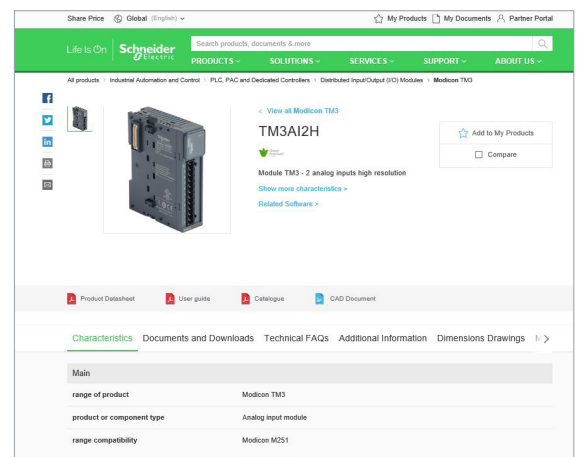 Share Price Global (English) My Products My Documents Partner Portal
Life Is On Schneider Electric
Search products, documents & more
PRODUCTS SOLUTIONS SERVICES SUPPORT ABOUT US
All products Industrial Automation and Control PLC, PAC and Dedicated Controllers Distributed Input/Output (I/O) Modules Modicon TM3
< View all Modicon TM3
TM3AI2H
Add to My Products
Compare
Module TM3 - 2 analog inputs high resolution
Show more characteristics >
Related Software >
Product Datasheet User guide Catalogue CAD Document
Characteristics Documents and Downloads Technical FAQs Additional Information Dimensions Drawings
Main
range of product Modicon TM3
product or component type Analog input module
range compatibility Modicon M251